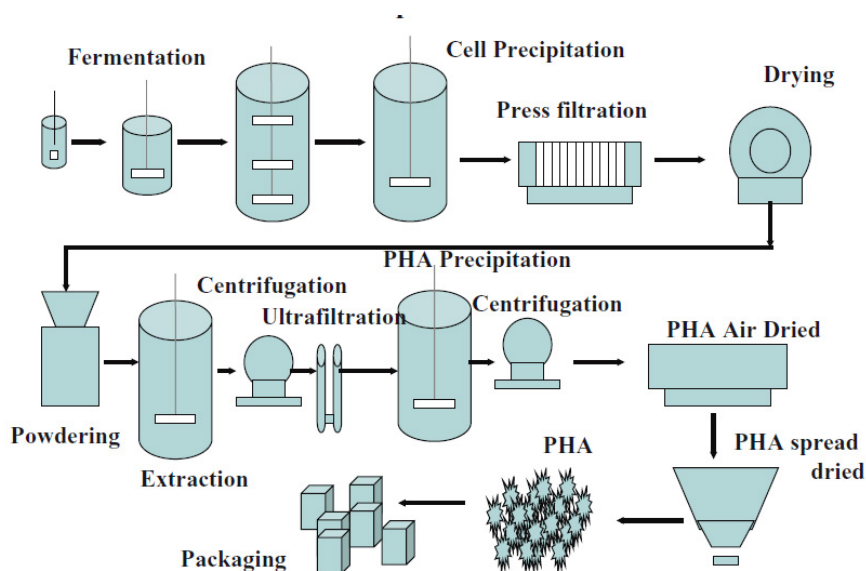 Fermentation
Cell Precipitation
Press filtration
Drying
PHA Precipitation
Centrifugation
Ultrafiltration
Centrifugation
PHA Air Dried
Powdering
Extraction
PHA
PHA spread
dried
Packaging